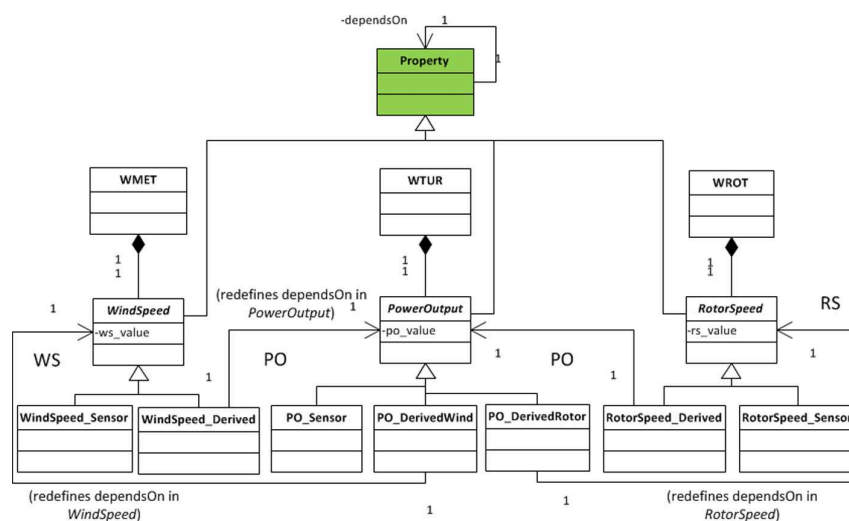 -dependsOn
1
Property
1
WMET
WTUR
WROT
1
1
1
1
1
1
1
WindSpeed
-ws_value
(redefines dependsOn in
PowerOutput)
1
PowerOutput
-po_value
RotorSpeed
-rs_value
RS
WS
1
PO
1
PO
1
1
WindSpeed_Sensor
WindSpeed_Derived
PO_Sensor
PO_DerivedWind
PO_DerivedRotor
RotorSpeed_Derived
RotorSpeed_Sensor
(redefines dependsOn in
WindSpeed)
1
1
(redefines dependsOn in
RotorSpeed)